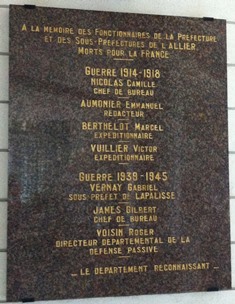 A LA MEMOIRE DES FONCTIONNAIRES DE LA PREFECTURE
ET DES SOUS-PREFECTURES DE L'ALLIER
MORTS POUR LA FRANCE
GUERRE 1914-1918
NICOLAS CAMILLE
CHEF DE BUREAU
AUMONIER EMMANUEL
REDACTEUR
BERTHELOT MARCEL
EXPEDITIONNAIRE
VUILLIER VICTOR
EXPEDITIONNAIRE
GUERRE 1939-1945
VERNAY GABRIEL
SOUS-PREFET DE LAPALISSE
JAMES GILBERT
CHEF DE BUREAU
VOISIN ROGER
DIRECTEUR DEPARTEMENTAL DE LA
DEFENSE PASSIVE
_ LE DEPARTEMENT RECONNAISSANT _